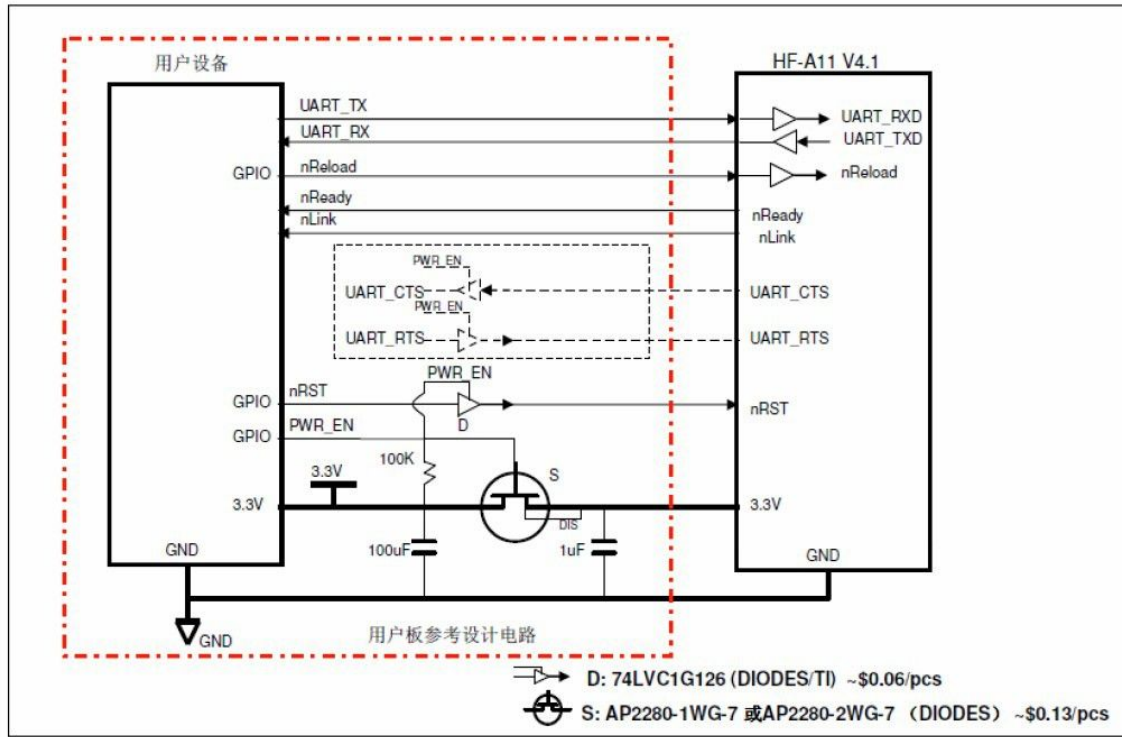 用户设备
HF-A11 V4.1
UART_TX
UART_RXD
UART_RX
UART_TXD
GPIO
nReload
nReload
nReady
nReady
nLink
nLink
PWR_EN
UART_CTS
UART_CTS
PWR_EN
UART_RTS
UART_RTS
PWR_EN
GPIO
nRST
nRST
D
GPIO
PWR_EN
100K
S
3.3V
3.3V
3.3V
DIS
GND
100uF
1uF
GND
GND
用户板参考设计电路
D: 74LVC1G126 (DIODES/TI) ~$0.06/pcs
S: AP2280-1WG-7 或AP2280-2WG-7 （DIODES） ~$0.13/pcs